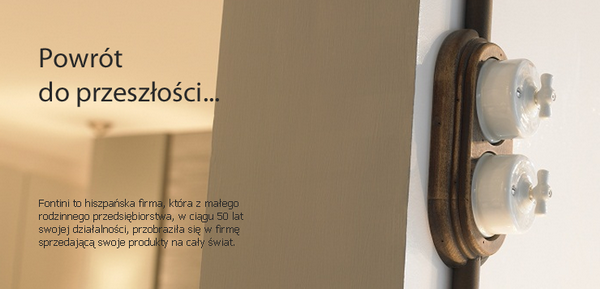 Powrót
do przeszłości...
Fontini to hiszpańska firma, która z małego
rodzinnego przedsiębiorstwa, w ciągu 50 lat
swojej działalności, przobraziła się w firmę
sprzedającą swoje produkty na cały świat.